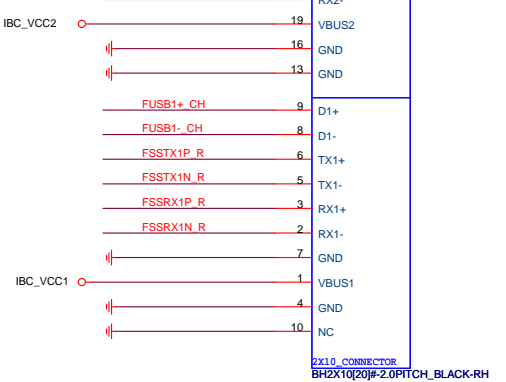 RX2-
IBC_VCC2 19 VBUS2
16 GND
13 GND
FUSB1+_CH 9 D1+
FUSB1-_CH 8 D1-
FSSTX1P_R 6 TX1+
FSSTX1N_R 5 TX1-
FSSRX1P_R 3 RX1+
FSSRX1N_R 2 RX1-
7 GND
IBC_VCC1 1 VBUS1
4 GND
10 NC
2X10_CONNECTOR
BH2X10[20]#-2.0PITCH_BLACK-RH